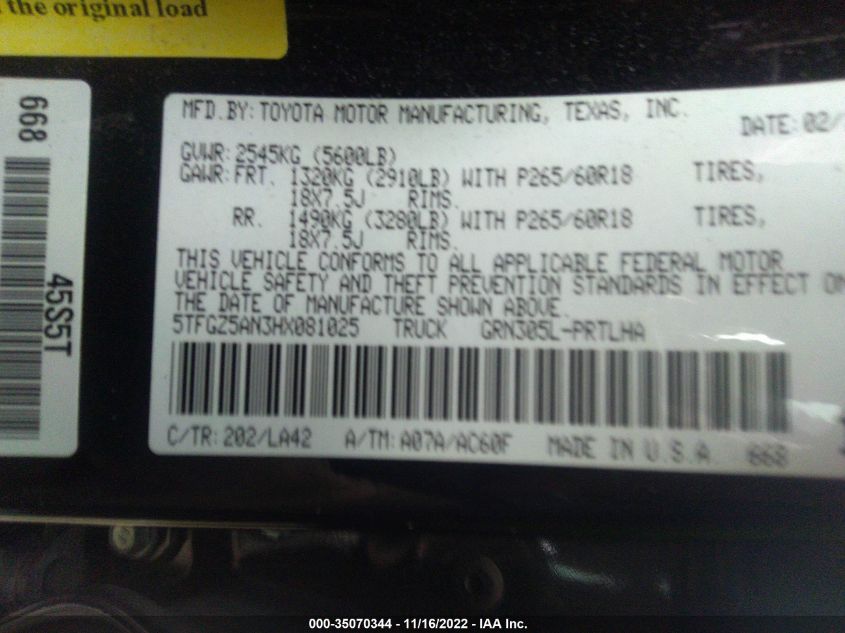 the original load
668
45S5T
MFD.BY: TOYOTA MOTOR MANUFACTURING, TEXAS, INC.
DATE: 02/
GVWR: 2545KG (5600LB)
GAWR: FRT. 1320KG (2910LB) WITH P265/60R18 TIRES,
18X7.5J RIMS.
RR. 1490KG (3280LB) WITH P265/60R18 TIRES,
18X7.5J RIMS.
THIS VEHICLE CONFORMS TO ALL APPLICABLE FEDERAL MOTOR
VEHICLE SAFETY AND THEFT PREVENTION STANDARDS IN EFFECT ON
THE DATE OF MANUFACTURE SHOWN ABOVE.
5TFGZ5AN3HX081025 TRUCK GRN305L-PRTLHA
C/TR: 202/LA42 A/TM: A07A/AC60F MADE IN U.S.A 668
000-35070344 - 11/16/2022 - IAA Inc.